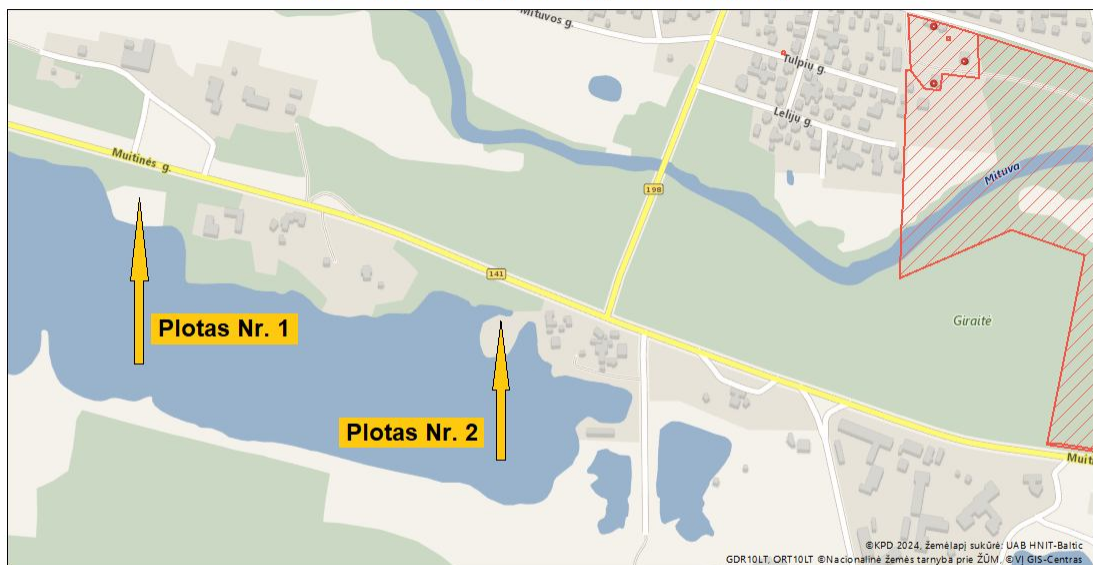 Mituvos g.
Tulpių g.
Lelijų g.
Muitinės g.
198
Mituva
141
Giraitė
Plotas Nr. 1
Plotas Nr. 2
©KPD 2024, žemėlapį sukūrė: UAB HNIT-Baltic
GDR10LT, ORT10LT ©Nacionalinė žemės tarnyba prie ŽŪM, ©VĮ GIS-Centras